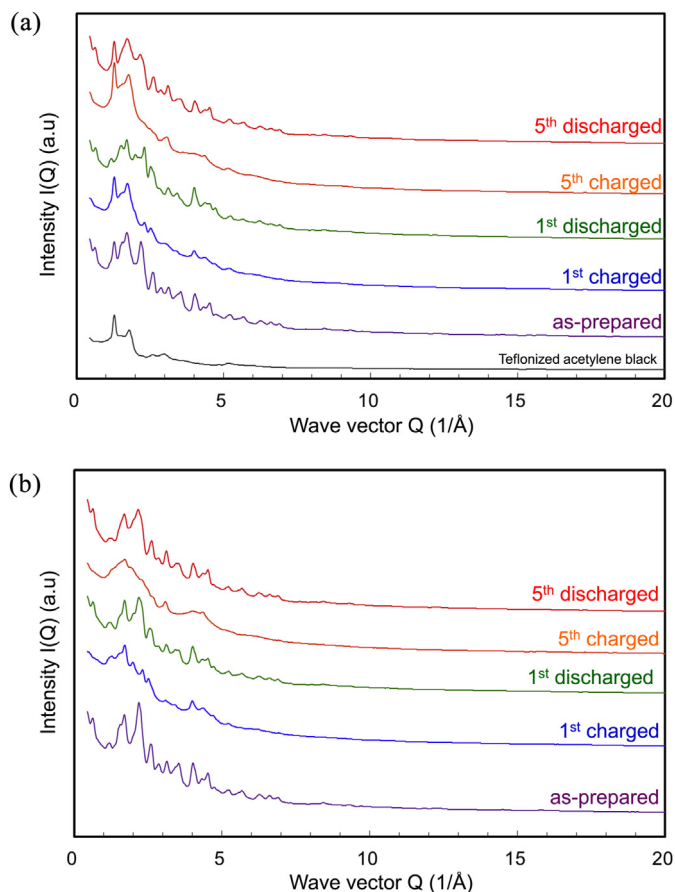 (a)
Intensity I(Q) (a.u)
5th discharged
5th charged
1st discharged
1st charged
as-prepared
Teflonized acetylene black
0 5 10 15 20
Wave vector Q (1/Å)
(b)
Intensity I(Q) (a.u)
5th discharged
5th charged
1st discharged
1st charged
as-prepared
0 5 10 15 20
Wave vector Q (1/Å)